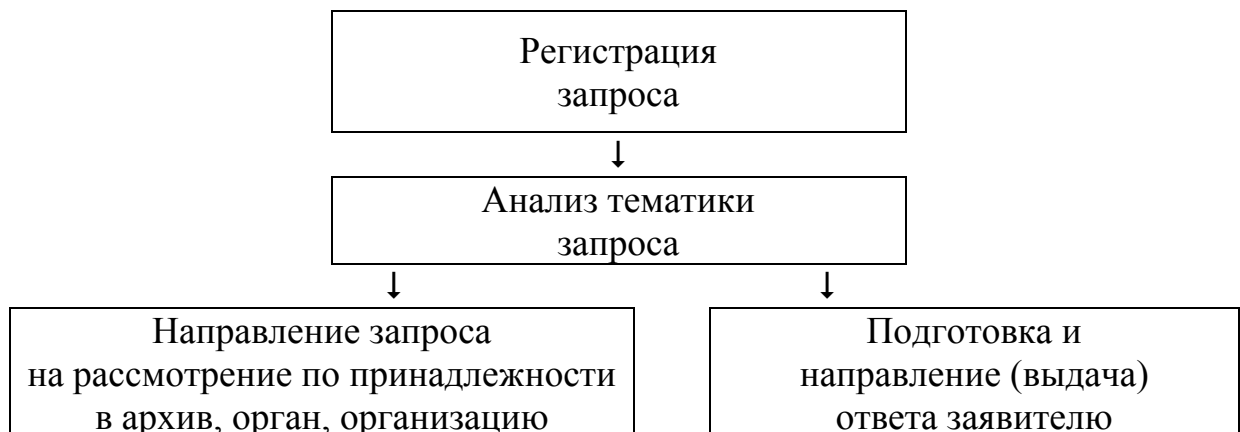 Регистрация
запроса
↓
Анализ тематики
запроса
↓ ↓
Направление запроса
на рассмотрение по принадлежности
в архив, орган, организацию
Подготовка и
направление (выдача)
ответа заявителю